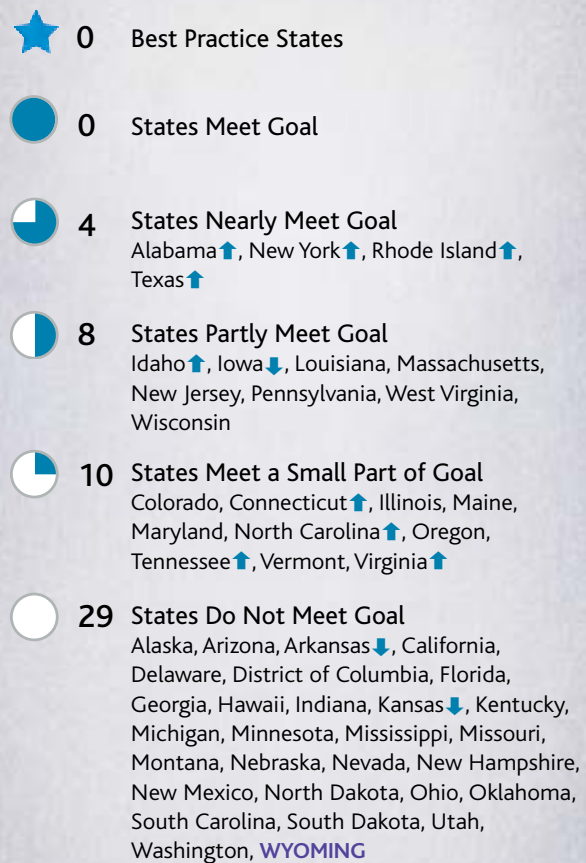 0 Best Practice States
0 States Meet Goal
4 States Nearly Meet Goal
Alabama⬆, New York⬆, Rhode Island⬆,
Texas⬆
8 States Partly Meet Goal
Idaho⬆, Iowa⬇, Louisiana, Massachusetts,
New Jersey, Pennsylvania, West Virginia,
Wisconsin
10 States Meet a Small Part of Goal
Colorado, Connecticut⬆, Illinois, Maine,
Maryland, North Carolina⬆, Oregon,
Tennessee⬆, Vermont, Virginia⬆
29 States Do Not Meet Goal
Alaska, Arizona, Arkansas⬇, California,
Delaware, District of Columbia, Florida,
Georgia, Hawaii, Indiana, Kansas⬇, Kentucky,
Michigan, Minnesota, Mississippi, Missouri,
Montana, Nebraska, Nevada, New Hampshire,
New Mexico, North Dakota, Ohio, Oklahoma,
South Carolina, South Dakota, Utah,
Washington, WYOMING